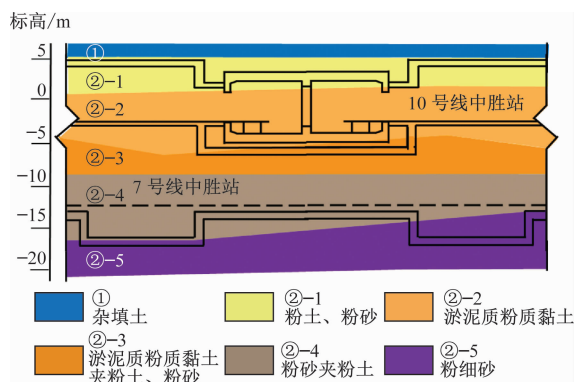 标高/m
5
0
−5
−10
−15
−20
①
②−1
②−2
10 号线中胜站
②−3
7 号线中胜站
②−4
②−5
①
杂填土
②−1
粉土、粉砂
②−2
淤泥质粉质黏土
②−3
淤泥质粉质黏土
夹粉土、粉砂
②−4
粉砂夹粉土
②−5
粉细砂